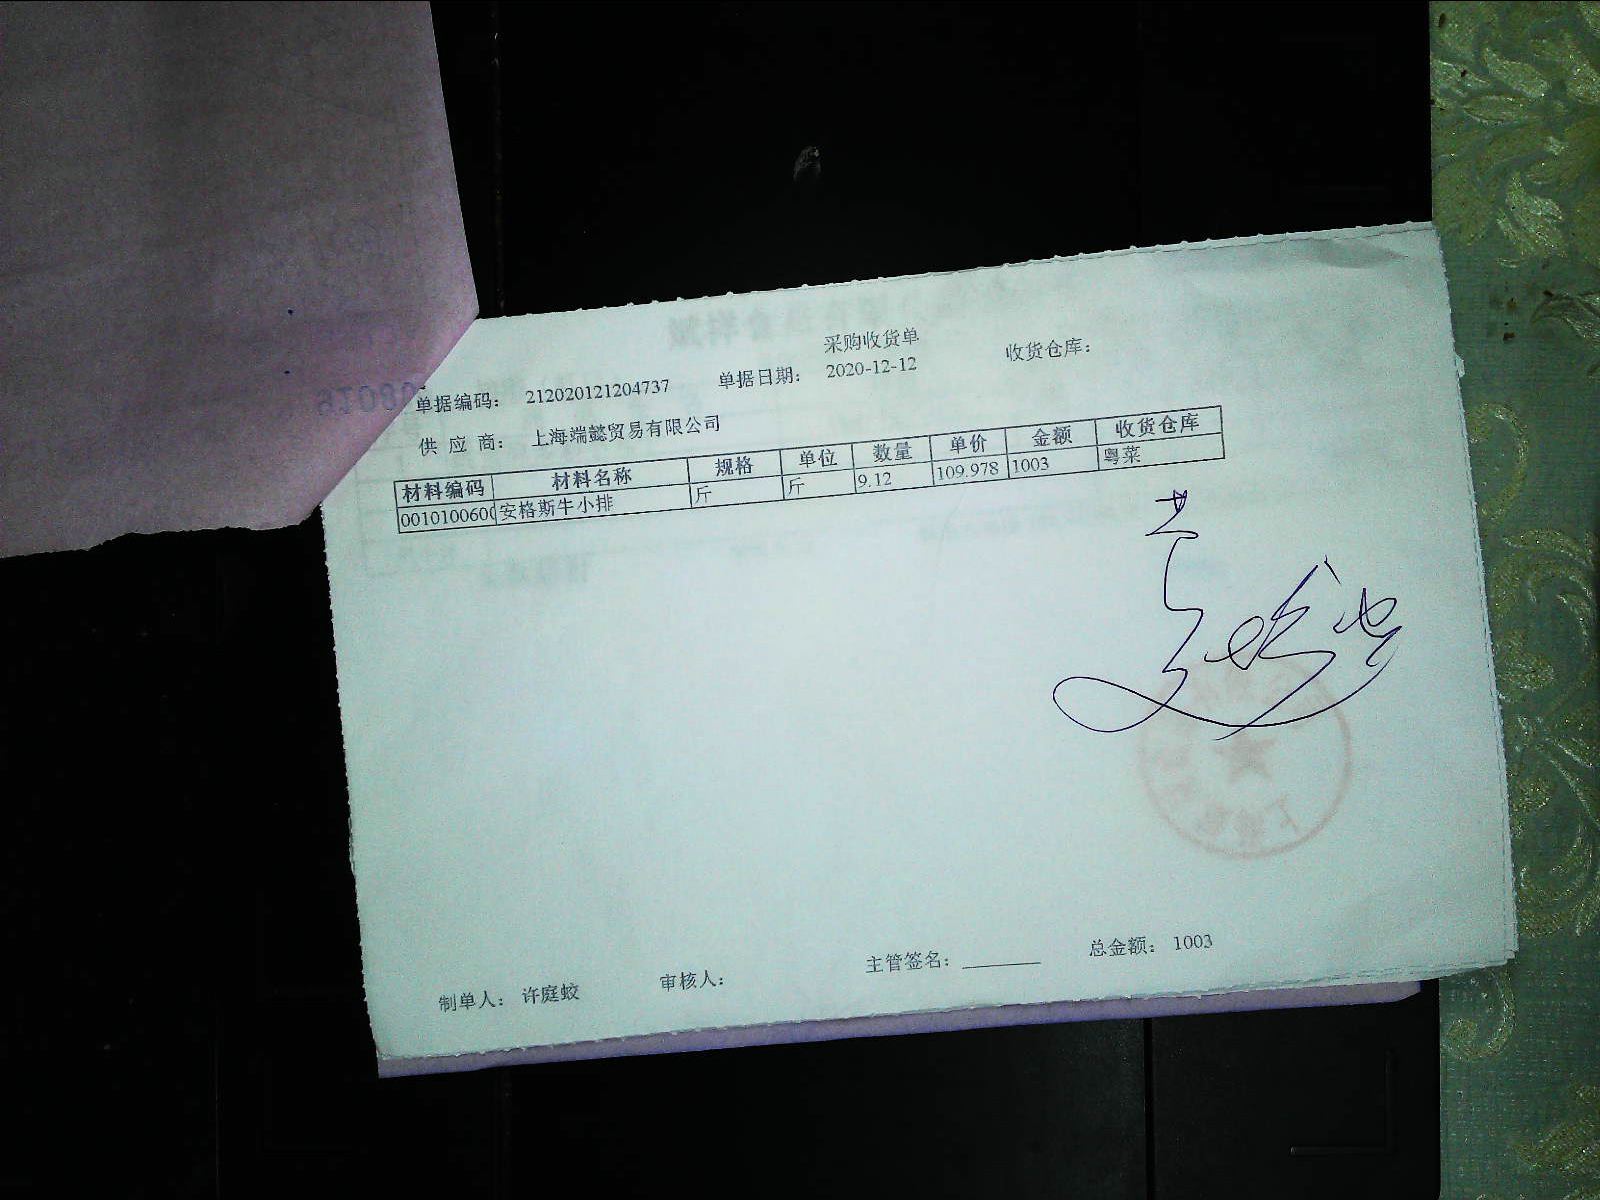 采购收货单
单据编码： 212020121204737 单据日期： 2020-12-12 收货仓库：
供 应 商： 上海端懿贸易有限公司
材料编码 材料名称 规格 单位 数量 单价 金额 收货仓库
0010100600 安格斯牛小排 斤 斤 9.12 109.978 1003 粤菜
制单人： 许庭蛟 审核人： 主管签名： ________ 总金额： 1003